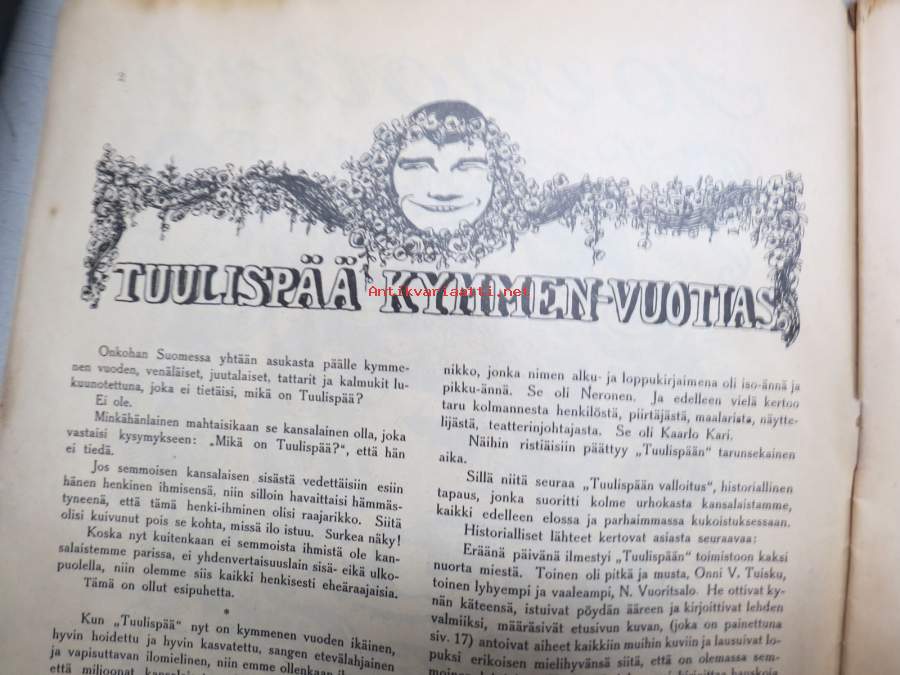 2
TUULISPÄÄ KYMMEN-VUOTIAS
Antikvariaatti.net
Onkohan Suomessa yhtään asukasta päälle kymme-
nen vuoden, venäläiset, juutalaiset, tattarit ja kalmukit lu-
kuunotettuna, joka ei tietäisi, mikä on Tuulispää?
Ei ole.
Minkähänlainen mahtaisikaan se kansalainen olla, joka
vastaisi kysymykseen: „Mikä on Tuulispää?“, että hän
ei tiedä.
Jos semmoisen kansalaisen sisästä vedettäisiin esiin
hänen henkinen ihmisensä, niin silloin havaittaisi hämmäs-
tyneenä, että tämä henki-ihminen olisi raajarikko. Siitä
olisi kuivunut pois se kohta, missä ilo istuu. Surkea näky!
Koska nyt kuitenkaan ei semmoista ihmistä ole kan-
salaistemme parissa, ei yhdenvertaisuuslain sisä- eikä ulko-
puolella, niin olemme siis kaikki henkisesti eheäraajaisia.
Tämä on ollut esipuhetta.
*
Kun „Tuulispää“ nyt on kymmenen vuoden ikäinen,
hyvin hoidettu ja hyvin kasvatettu, sangen etevälahjainen
ja vapisuttavan ilomielinen, niin emme ollenkaan
että miljoonat
nikko, jonka nimen alku- ja loppukirjaimena oli iso-ännä ja
pikku-ännä. Se oli Neronen. Ja edelleen vielä kertoo
taru kolmannesta henkilöstä, piirtäjästä, maalarista, näytte-
lijästä, teatterinjohtajasta. Se oli Kaarlo Kari.
Näihin ristiäisiin päättyy „Tuulispään“ tarunsekainen
aika.
Sillä niitä seuraa „Tuulispään valloitus“, historiallinen
tapaus, jonka suoritti kolme urhokasta kansalaistamme,
kaikki edelleen elossa ja parhaimmassa kukoistuksessaan.
Historialliset lähteet kertovat asiasta seuraavaa:
Eräänä päivänä ilmestyi „Tuulispään“ toimistoon kaksi
nuorta miestä. Toinen oli pitkä ja musta, Onni V. Tuisku,
toinen lyhyempi ja vaaleampi, N. Vuoritsalo. He ottivat ky-
nän käteensä, istuivat pöydän ääreen ja kirjoittivat lehden
valmiiksi, määräsivät etusivun kuvan, (joka on painettuna
siv. 17) antoivat aiheet kaikkiin muihin kuviin ja lausuivat lo-
puksi erikoisen mielihyvänsä siitä, että on olemassa sem-